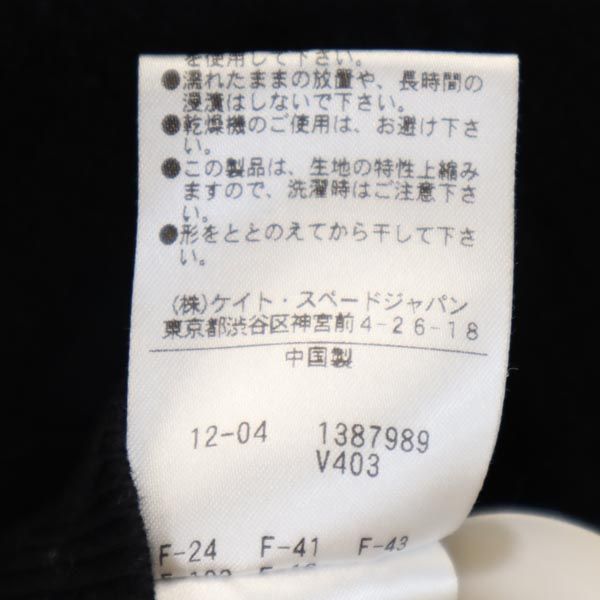 を使用して下さい。
●濡れたままの放置や、長時間の
浸漬はしないで下さい。
●乾燥機のご使用は、お避け下さ
い。
●この製品は、生地の特性上縮み
ますので、洗濯時はご注意下さ
い。
●形をととのえてから干して下さ
い。
(株)ケイト・スペードジャパン
東京都渋谷区神宮前4-26-18
中国製
12-04 1387989
V403
F-24 F-41 F-43